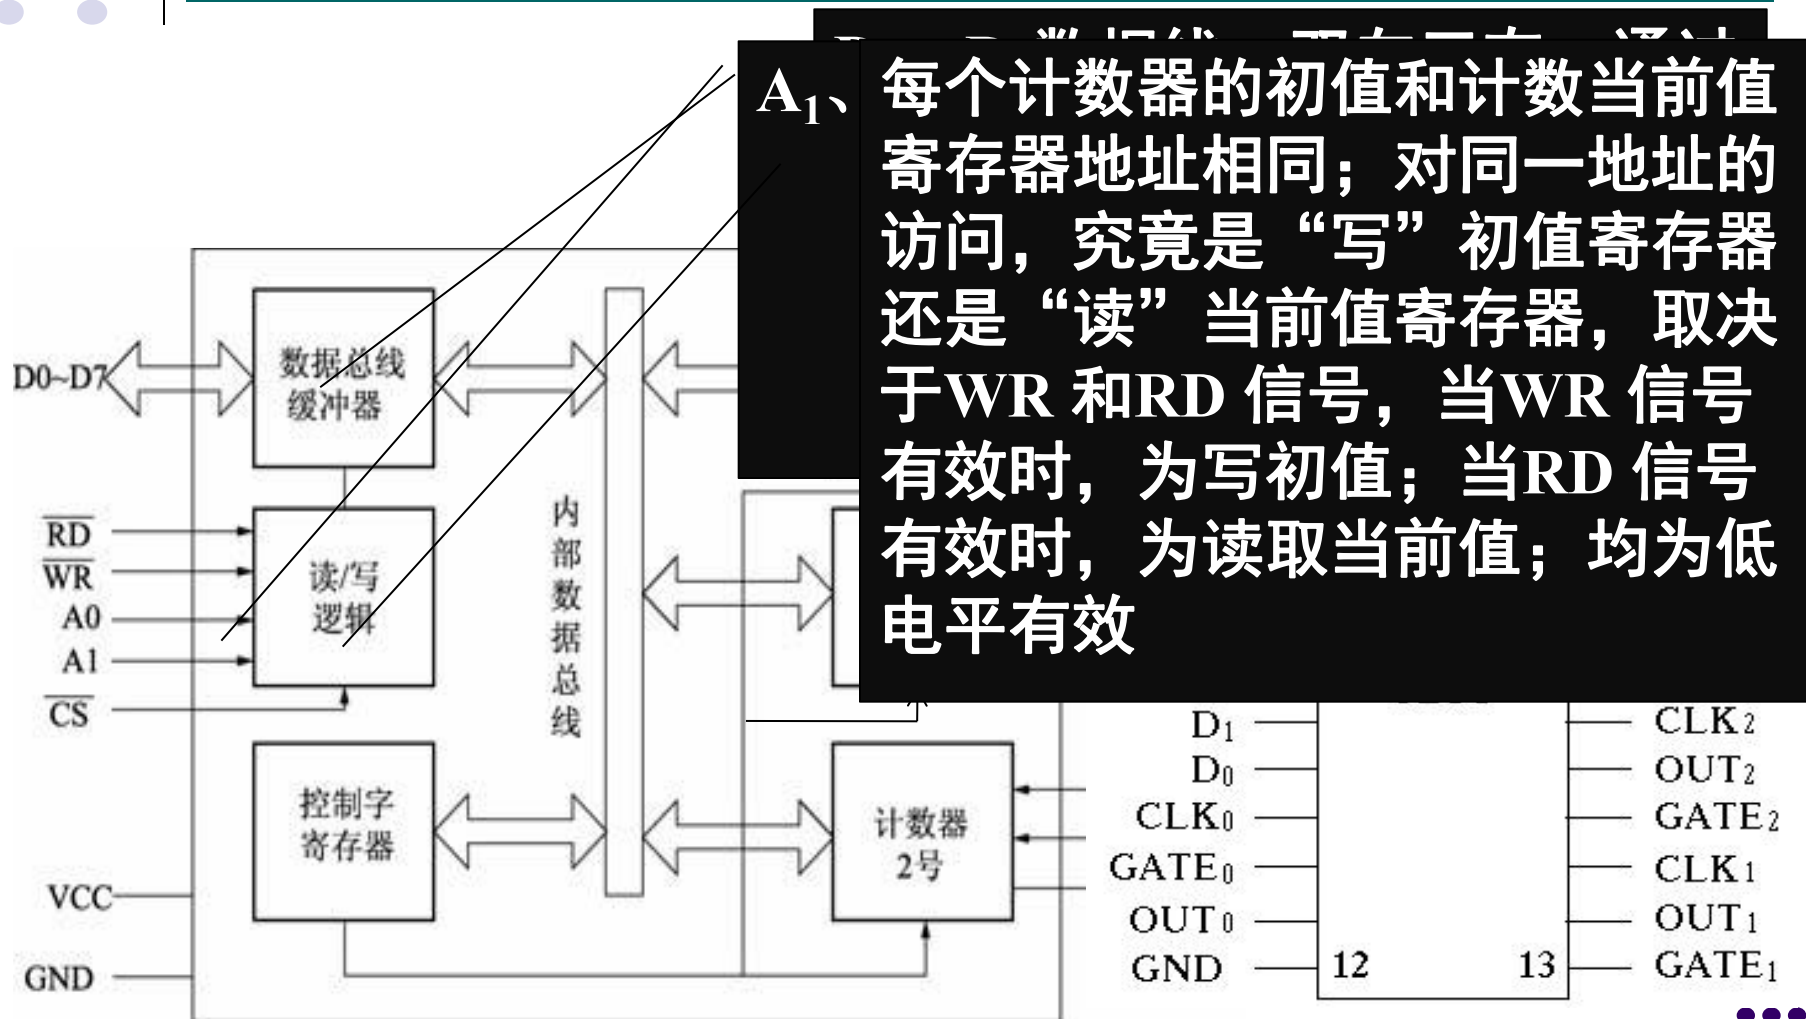 A₁、
每个计数器的初值和计数当前值
寄存器地址相同；对同一地址的
访问，究竟是“写”初值寄存器
还是“读”当前值寄存器，取决
于WR 和RD 信号，当WR 信号
有效时，为写初值；当RD 信号
有效时，为读取当前值；均为低
电平有效
D0~D7
数据总线
缓冲器
RD
WR
A0
A1
CS
读/写
逻辑
内
部
数
据
总
线
控制字
寄存器
计数器
2号
VCC
GND
D₁
D₀
CLK₀
GATE₀
OUT₀
GND
12
13
CLK₂
OUT₂
GATE₂
CLK₁
OUT₁
GATE₁